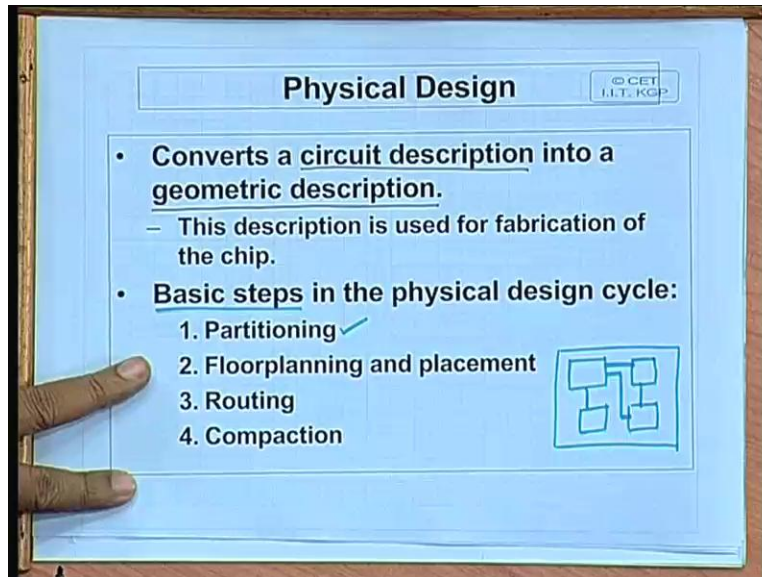 Physical Design
© CET
I.I.T. KGP
• Converts a circuit description into a
geometric description.
– This description is used for fabrication of
the chip.
• Basic steps in the physical design cycle:
1. Partitioning
2. Floorplanning and placement
3. Routing
4. Compaction